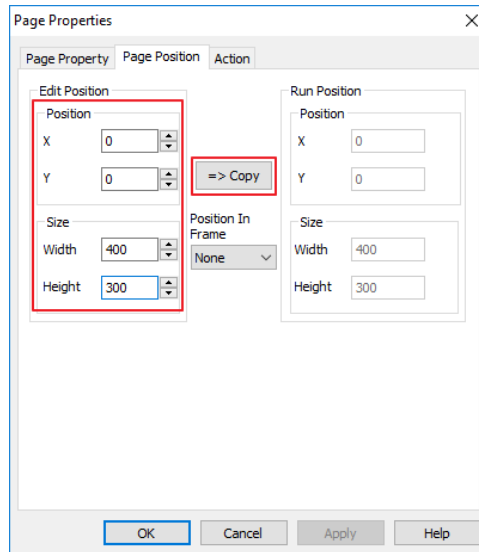 Page Properties
Page Property Page Position Action
Edit Position
Position
X 0
Y 0
Size
Width 400
Height 300
=> Copy
Position In
Frame
None
Run Position
Position
X 0
Y 0
Size
Width 400
Height 300
OK Cancel Apply Help